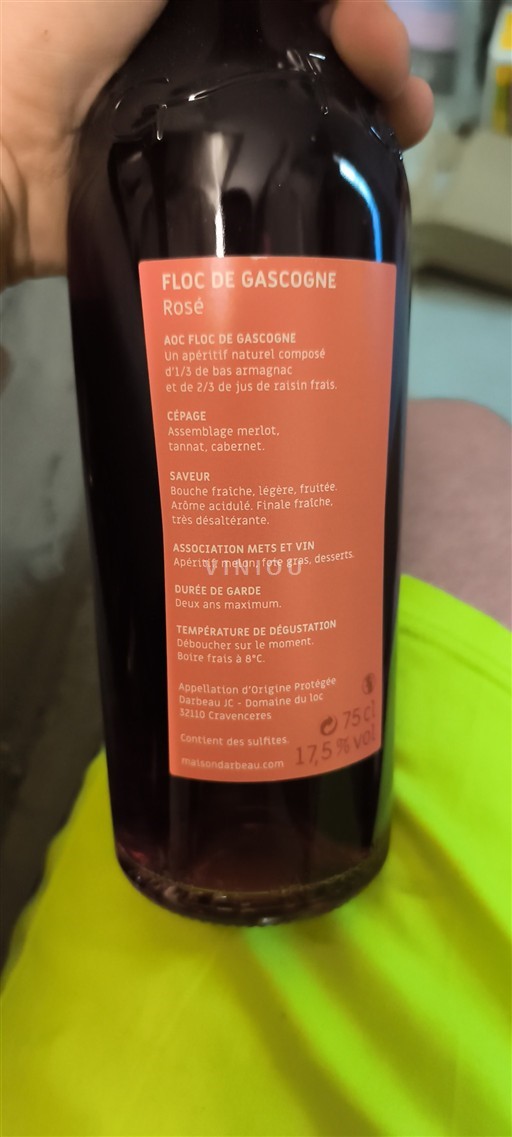 FLOC DE GASCOGNE
Rosé
AOC FLOC DE GASCOGNE
Un apéritif naturel composé
d'1/3 de bas armagnac
et de 2/3 de jus de raisin frais.
CÉPAGE
Assemblage merlot,
tannat, cabernet.
SAVEUR
Bouche fraîche, légère, fruitée.
Arôme acidulé. Finale fraîche,
très désaltérante.
ASSOCIATION METS ET VIN
Apéritif, melon, foie gras, desserts.
VINIOU
DURÉE DE GARDE
Deux ans maximum.
TEMPÉRATURE DE DÉGUSTATION
Déboucher sur le moment.
Boire frais à 8°C.
Appellation d'Origine Protégée
Darbeau JC - Domaine du loc
32110 Cravenceres
75 cl
Contient des sulfites.
17,5 % vol
maisondarbeau.com